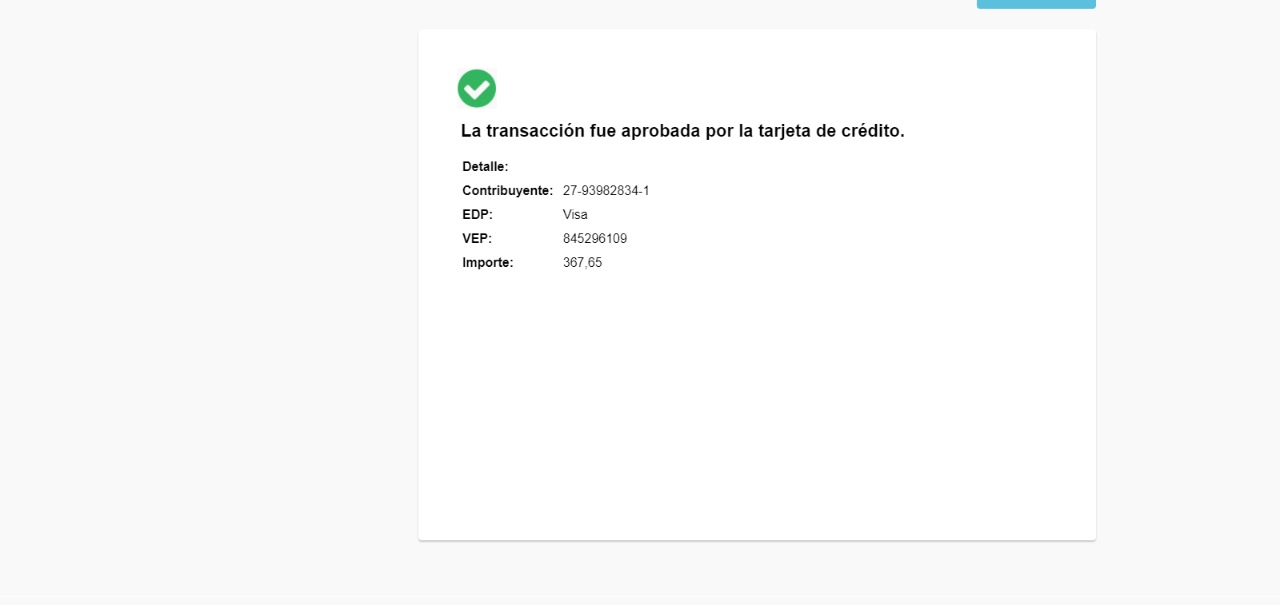 La transacción fue aprobada por la tarjeta de crédito.
Detalle:
Contribuyente: 27-93982834-1
EDP: Visa
VEP: 845296109
Importe: 367,65